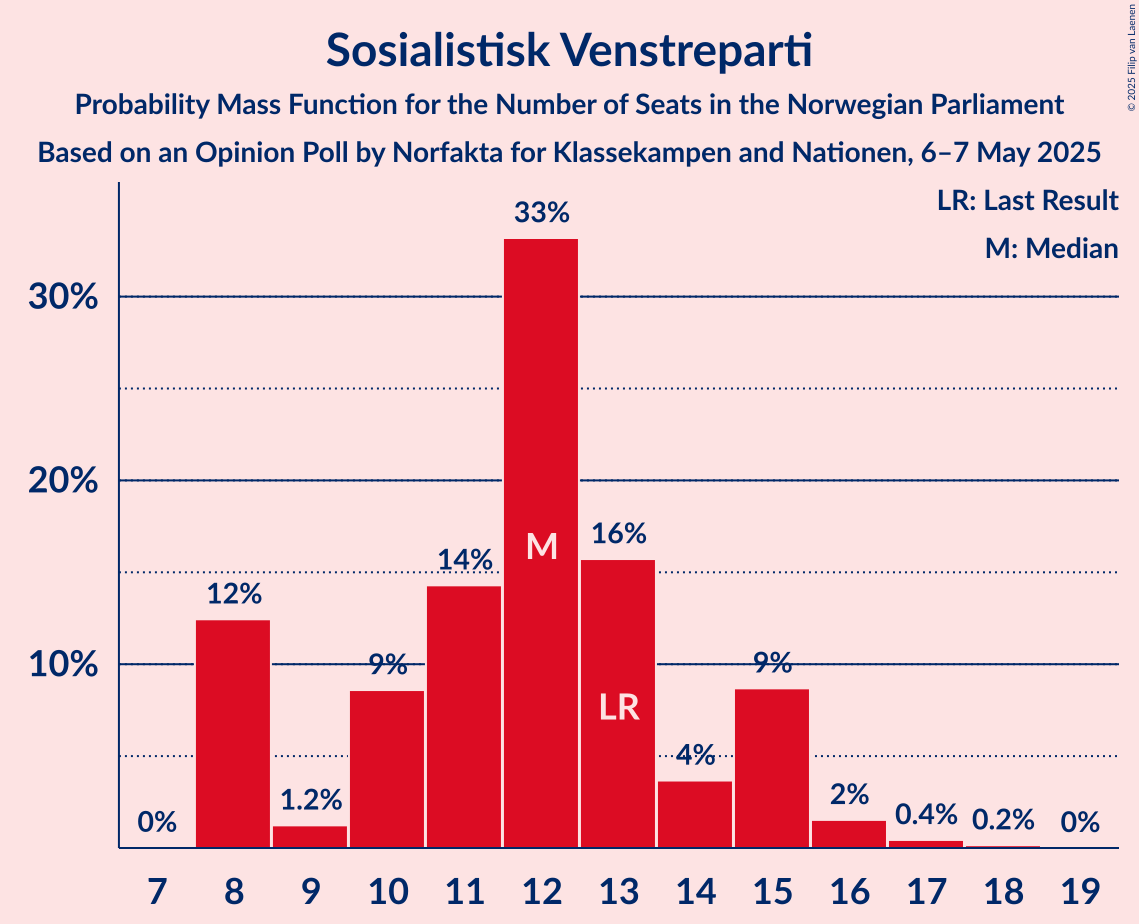 Sosialistisk Venstreparti
Probability Mass Function for the Number of Seats in the Norwegian Parliament
Based on an Opinion Poll by Norfakta for Klassekampen and Nationen, 6–7 May 2025
© 2025 Filip van Laenen
LR: Last Result
M: Median
33%
30%
20%
M
16%
14%
12%
10%
9%
9%
LR
4%
1.2%
2%
0%
0.4%
0.2%
0%
7 8 9 10 11 12 13 14 15 16 17 18 19